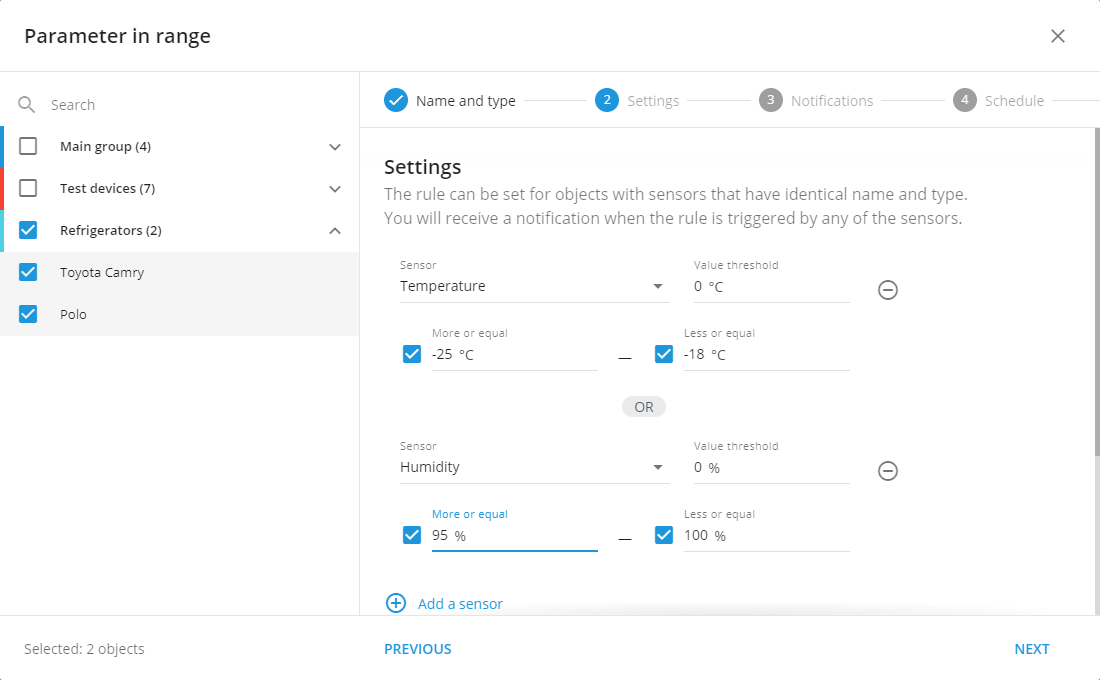 Parameter in range
Search
Main group (4)
Test devices (7)
Refrigerators (2)
Toyota Camry
Polo
Name and type
2 Settings
3 Notifications
4 Schedule
Settings
The rule can be set for objects with sensors that have identical name and type.
You will receive a notification when the rule is triggered by any of the sensors.
Sensor Value threshold
Temperature 0 °C
More or equal Less or equal
-25 °C — -18 °C
OR
Sensor Value threshold
Humidity 0 %
More or equal Less or equal
95 % — 100 %
Add a sensor
Selected: 2 objects PREVIOUS NEXT